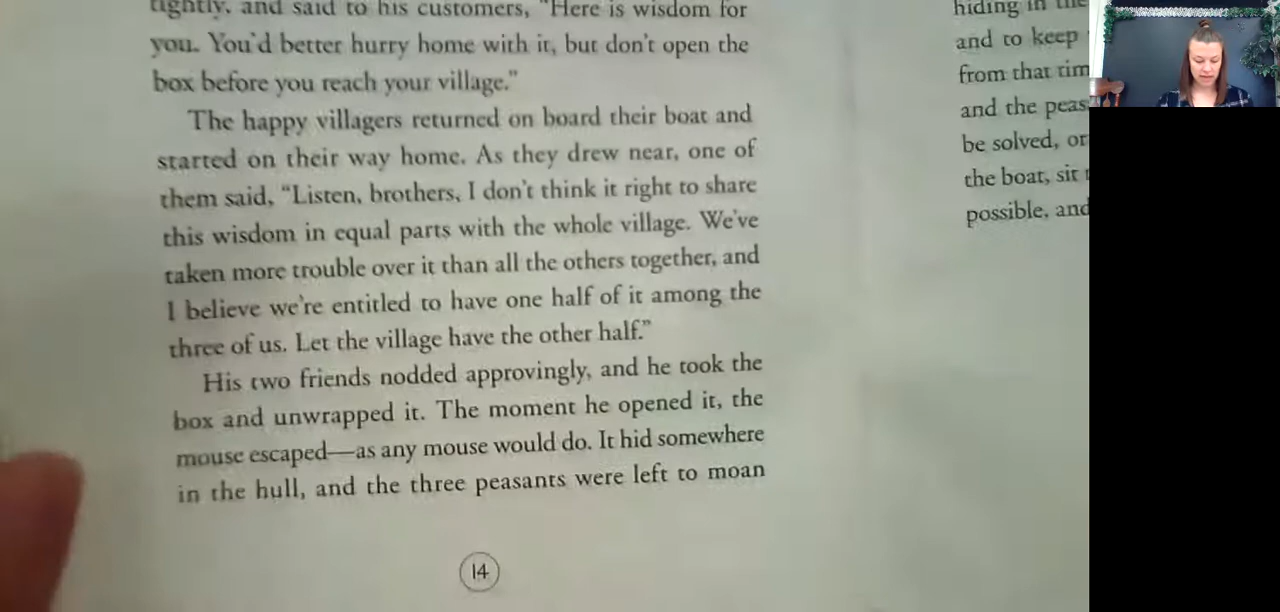 tightly, and said to his customers, "Here is wisdom for
you. You'd better hurry home with it, but don't open the
box before you reach your village."
The happy villagers returned on board their boat and
started on their way home. As they drew near, one of
them said, "Listen, brothers, I don't think it right to share
this wisdom in equal parts with the whole village. We've
taken more trouble over it than all the others together, and
I believe we're entitled to have one half of it among the
three of us. Let the village have the other half."
His two friends nodded approvingly, and he took the
box and unwrapped it. The moment he opened it, the
mouse escaped—as any mouse would do. It hid somewhere
in the hull, and the three peasants were left to moan
14
hiding in the
and to keep
from that
and the
be solved, or
the boat, sit
possible, and